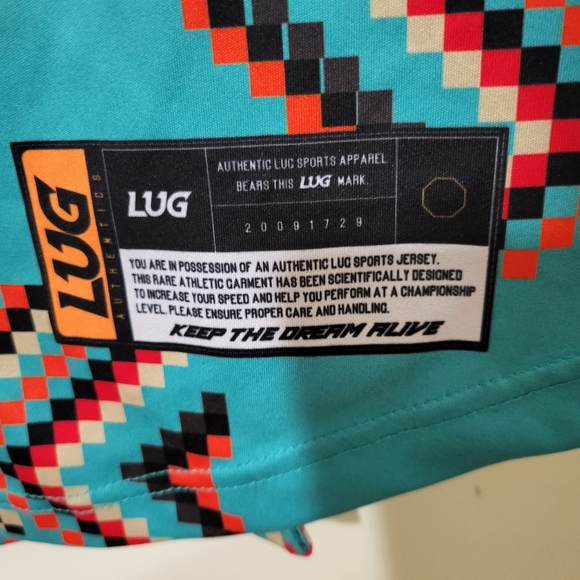 LUG
AUTHENTICS
LUG
AUTHENTIC LUG SPORTS APPAREL
BEARS THIS LUG MARK.
20091729
YOU ARE IN POSSESSION OF AN AUTHENTIC LUG SPORTS JERSEY.
THIS RARE ATHLETIC GARMENT HAS BEEN SCIENTIFICALLY DESIGNED
TO INCREASE YOUR SPEED AND HELP YOU PERFORM AT A CHAMPIONSHIP
LEVEL. PLEASE ENSURE PROPER CARE AND HANDLING.
KEEP THE DREAM ALIVE